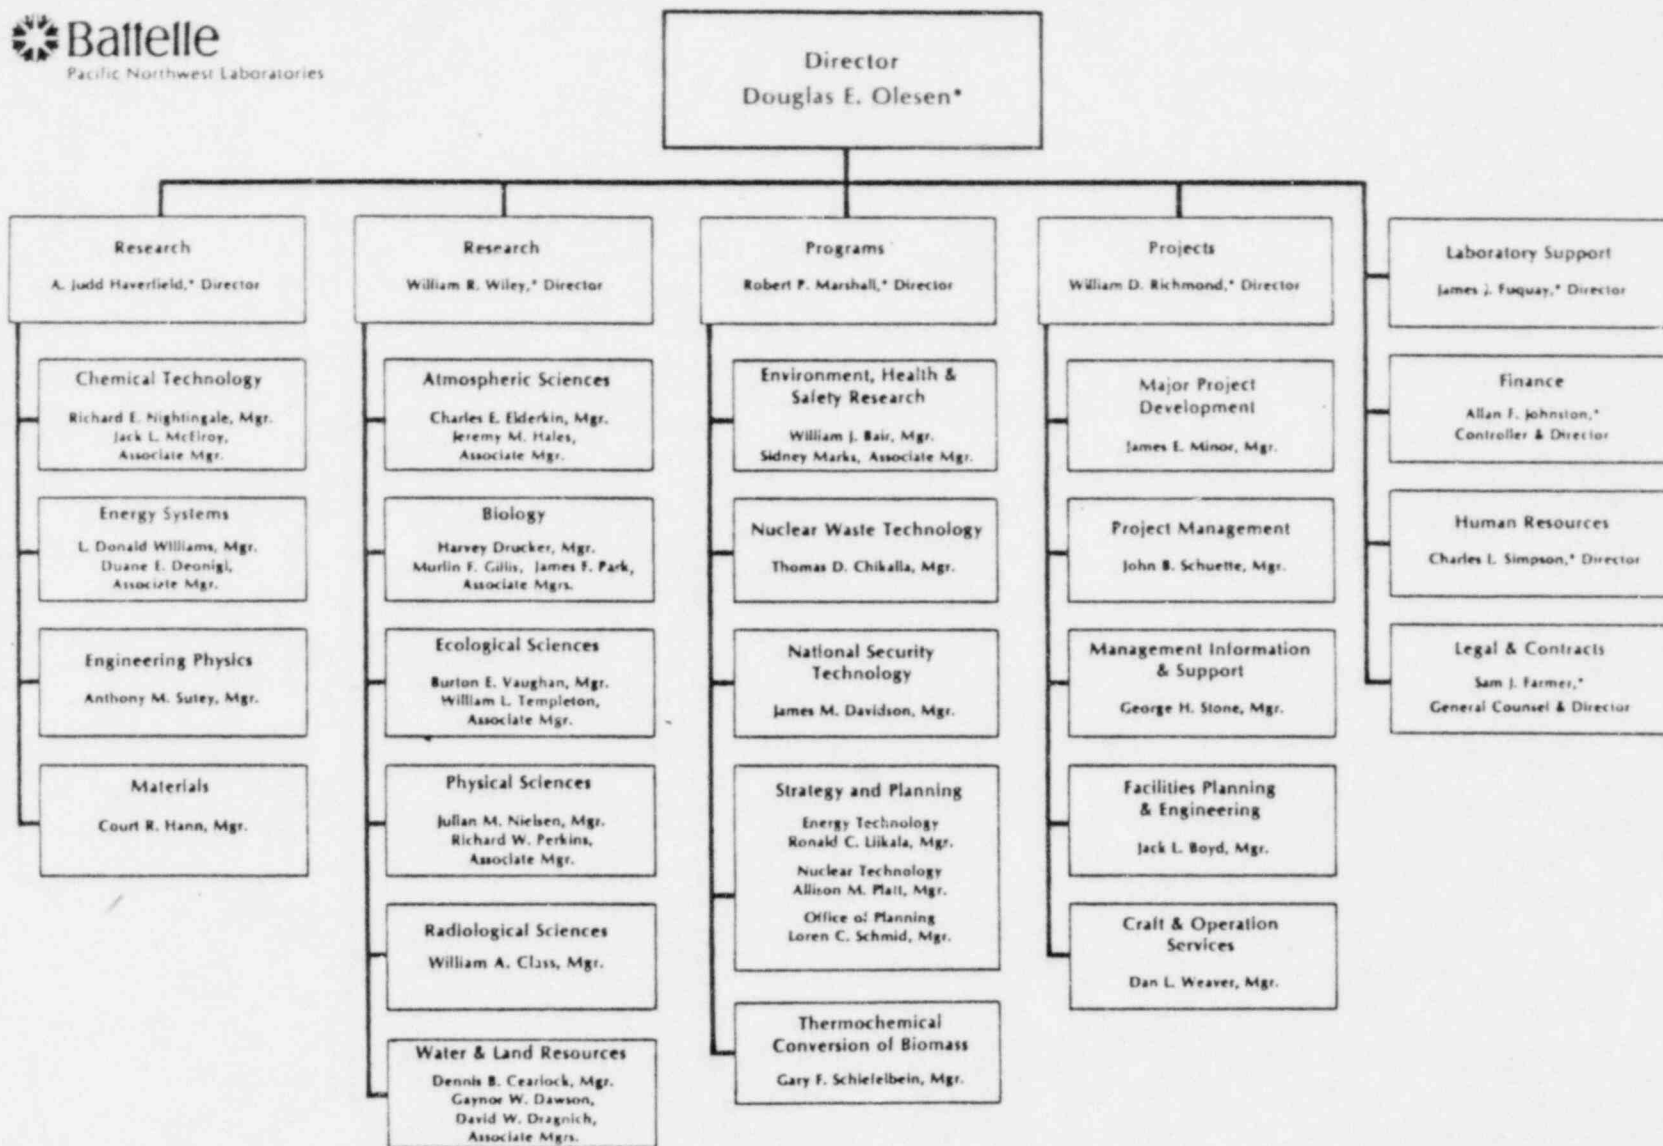 Battelle
Pacific Northwest Laboratories
Director
Douglas E. Olesen*
Research
A. Judd Haverfield,* Director
Chemical Technology
Richard E. Nightingale, Mgr.
Jack L. McElroy,
Associate Mgr.
Energy Systems
L. Donald Williams, Mgr.
Duane E. Deonigi,
Associate Mgr.
Engineering Physics
Anthony M. Sutey, Mgr.
Materials
Court R. Hann, Mgr.
Research
William R. Wiley,* Director
Atmospheric Sciences
Charles E. Elderkin, Mgr.
Jeremy M. Hales,
Associate Mgr.
Biology
Harvey Drucker, Mgr.
Murlin F. Gillis, James F. Park,
Associate Mgrs.
Ecological Sciences
Burton E. Vaughan, Mgr.
William L. Templeton,
Associate Mgr.
Physical Sciences
Julian M. Nielsen, Mgr.
Richard W. Perkins,
Associate Mgr.
Radiological Sciences
William A. Glass, Mgr.
Water & Land Resources
Dennis B. Cearlock, Mgr.
Gaynor W. Dawson,
David W. Dragnich,
Associate Mgrs.
Programs
Robert P. Marshall,* Director
Environment, Health &
Safety Research
William J. Bair, Mgr.
Sidney Marks, Associate Mgr.
Nuclear Waste Technology
Thomas D. Chikalla, Mgr.
National Security
Technology
James M. Davidson, Mgr.
Strategy and Planning
Energy Technology
Ronald C. Liikala, Mgr.
Nuclear Technology
Allison M. Platt, Mgr.
Office of Planning
Loren C. Schmid, Mgr.
Thermochemical
Conversion of Biomass
Gary F. Schiefelbein, Mgr.
Projects
William D. Richmond,* Director
Major Project
Development
James E. Minor, Mgr.
Project Management
John B. Schuette, Mgr.
Management Information
& Support
George H. Stone, Mgr.
Facilities Planning
& Engineering
Jack L. Boyd, Mgr.
Craft & Operation
Services
Dan L. Weaver, Mgr.
Laboratory Support
James J. Fuquay,* Director
Finance
Allan F. Johnston,*
Controller & Director
Human Resources
Charles L. Simpson,* Director
Legal & Contracts
Sam J. Farmer,*
General Counsel & Director